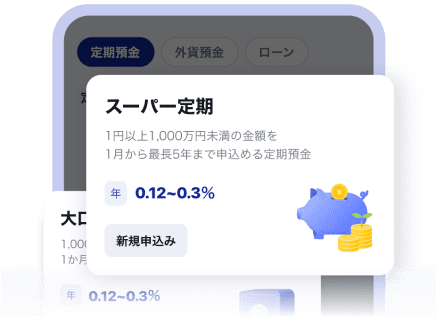 定期預金
外貨預金
ローン
スーパー定期
1円以上1,000万円未満の金額を
1月から最長5年まで申込める定期預金
年 0.12~0.3%
新規申込み
大口
1,000
1か月
年 0.12~0.3%